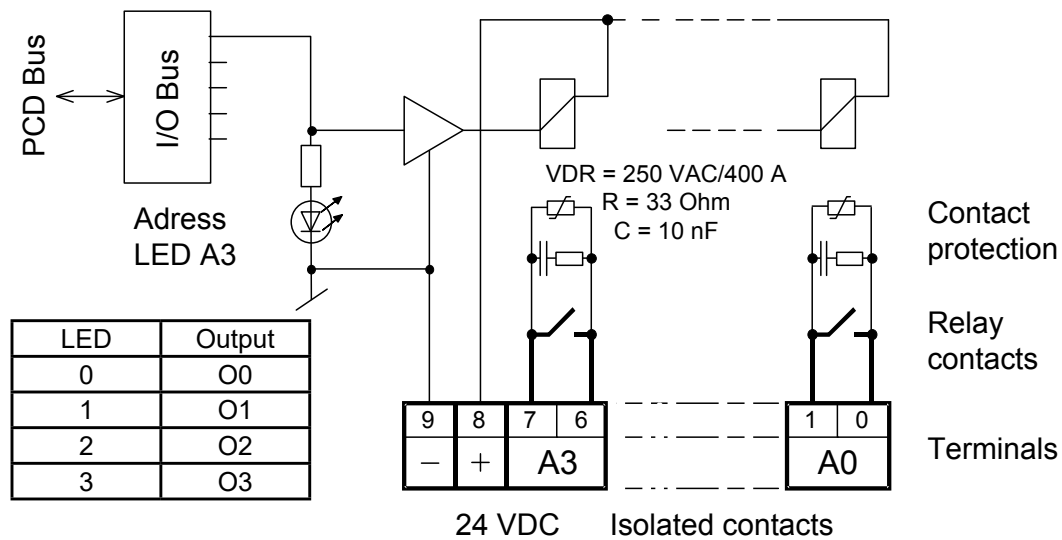 PCD Bus
I/O Bus
VDR = 250 VAC/400 A
R = 33 Ohm
C = 10 nF
Adress
LED A3
Contact
protection
Relay
contacts
LED Output
0 O0
1 O1
2 O2
3 O3
9 8 7 6 1 0
− + A3 A0
Terminals
24 VDC Isolated contacts